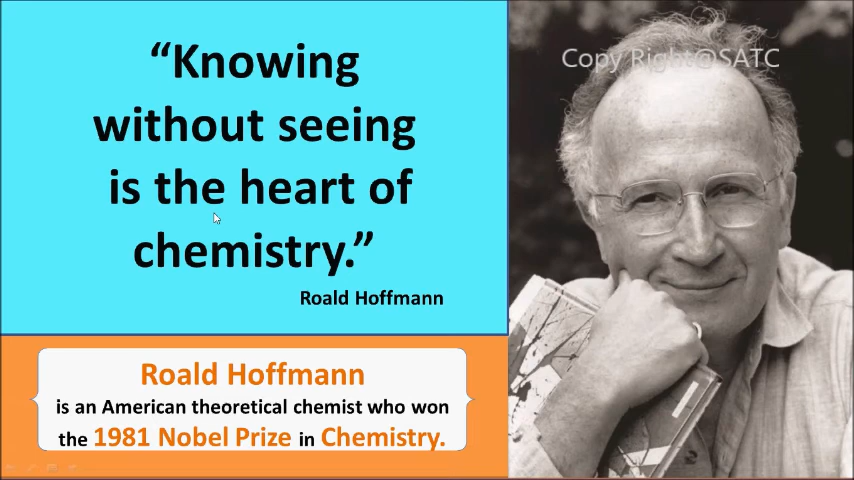 “Knowing
without seeing
is the heart of
chemistry.”
Roald Hoffmann
Roald Hoffmann
is an American theoretical chemist who won
the 1981 Nobel Prize in Chemistry.
Copy Right@SATC